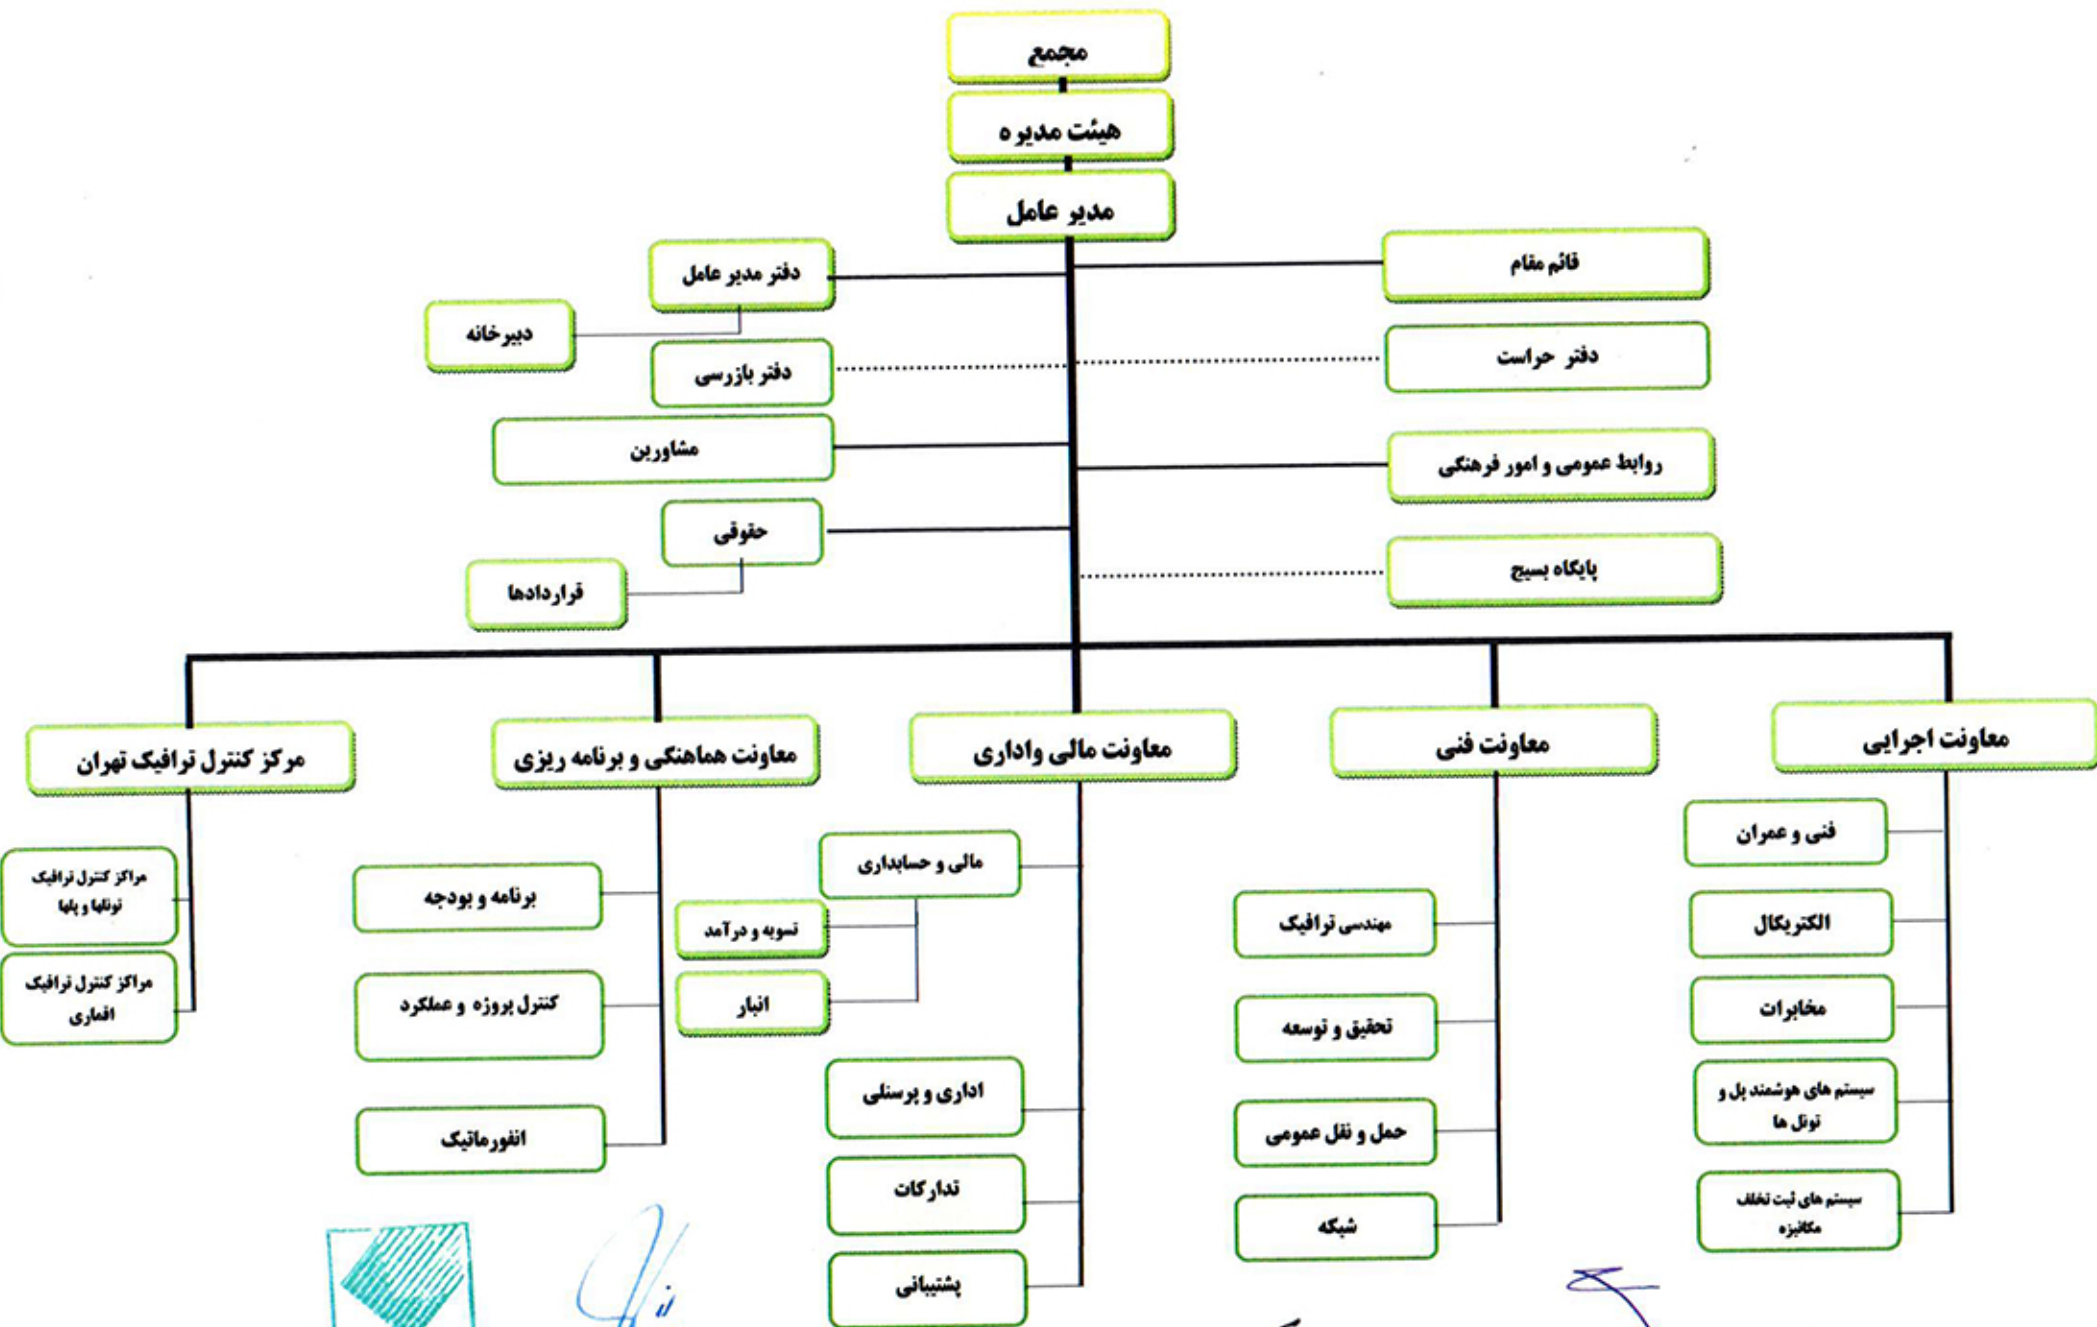 مجمع
هیئت مدیره
مدیر عامل
قائم مقام
دفتر مدیر عامل
دبیرخانه
دفتر حراست
دفتر بازرسی
مشاورین
روابط عمومی و امور فرهنگی
حقوقی
قراردادها
پایگاه بسیج
معاونت اجرایی
معاونت فنی
معاونت مالی واداری
معاونت هماهنگی و برنامه ریزی
مرکز کنترل ترافیک تهران
فنی و عمران
الکتریکال
مخابرات
سیستم های هوشمند پل و
تونل ها
سیستم های ثبت تخلف
مکانیزه
مهندسی ترافیک
تحقیق و توسعه
حمل و نقل عمومی
شبکه
مالی و حسابداری
تسویه و درآمد
انبار
اداری و پرسنلی
تدارکات
پشتیبانی
برنامه و بودجه
کنترل پروژه و عملکرد
انفورماتیک
مراکز کنترل ترافیک
تونلها و پلها
مراکز کنترل ترافیک
اقماری